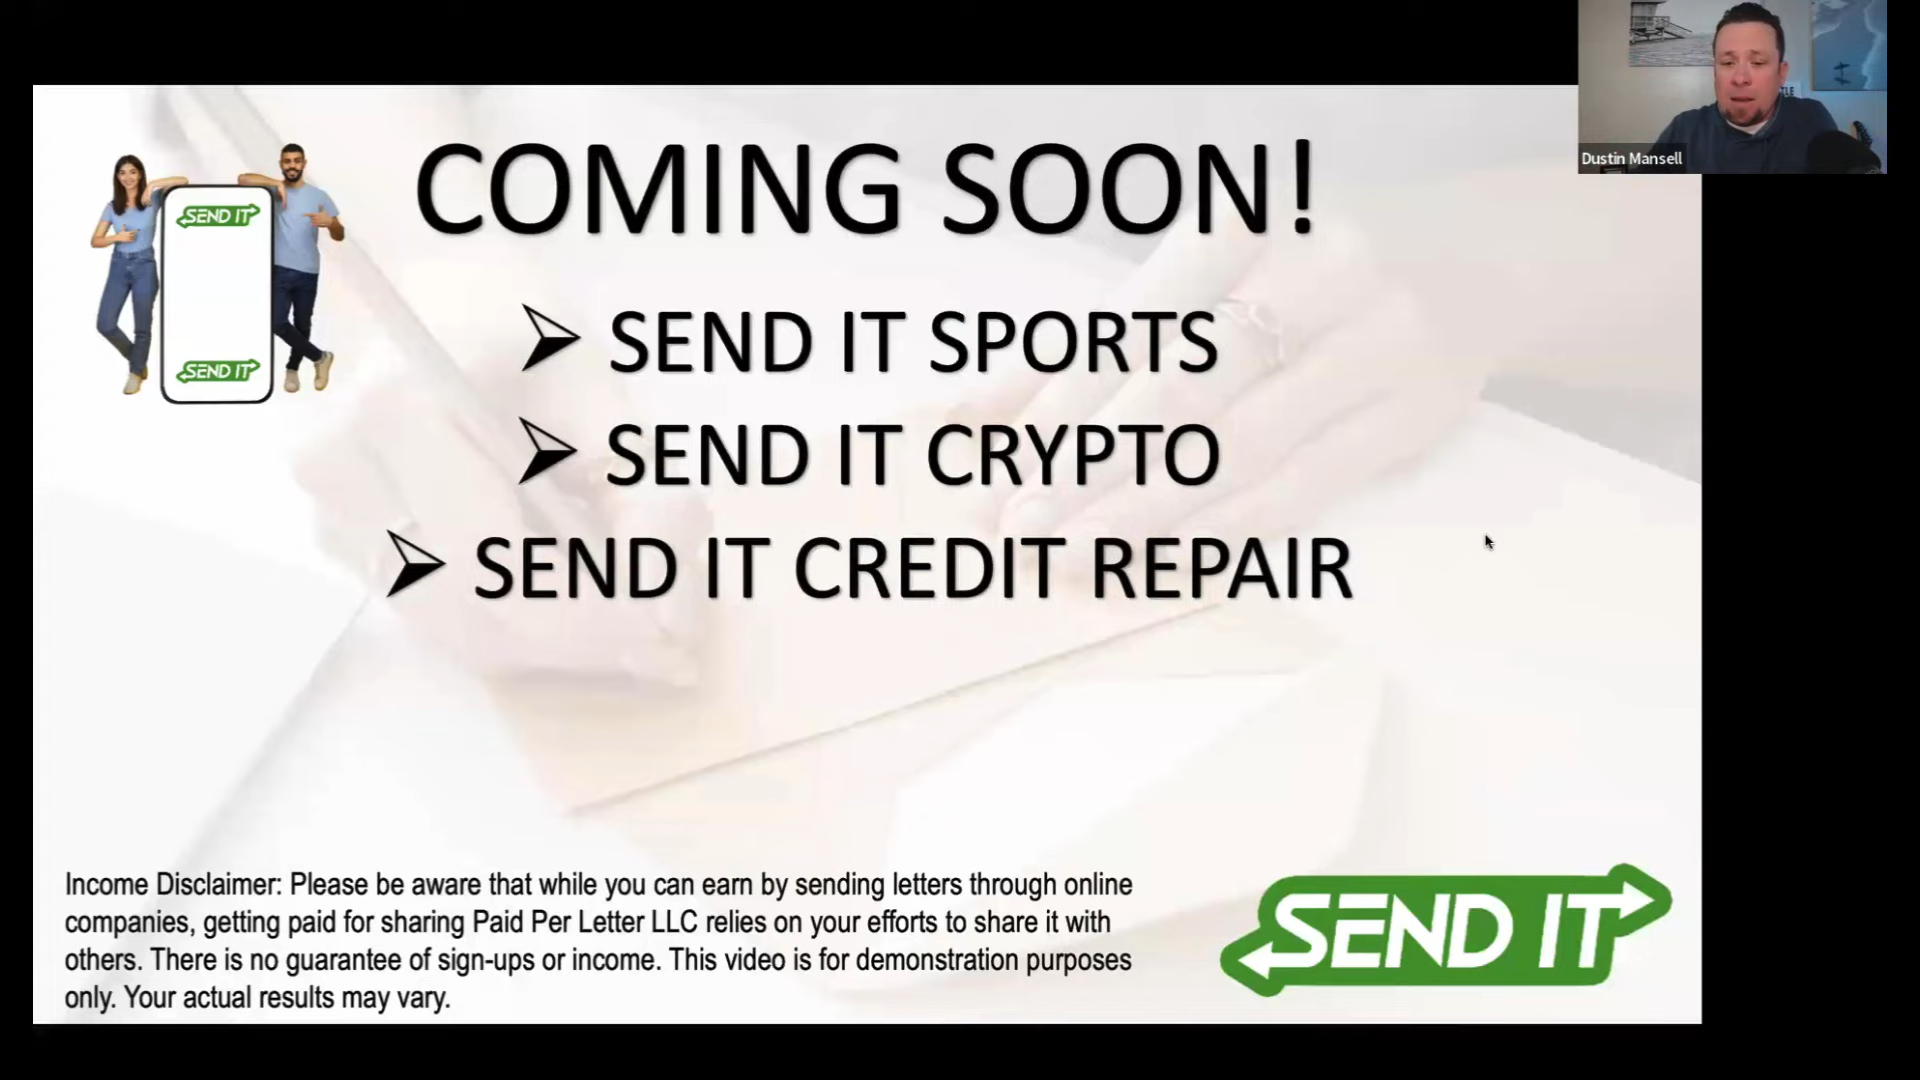 Dustin Mansell
COMING SOON!
SEND IT
SEND IT
SEND IT SPORTS
SEND IT CRYPTO
SEND IT CREDIT REPAIR
Income Disclaimer: Please be aware that while you can earn by sending letters through online
companies, getting paid for sharing Paid Per Letter LLC relies on your efforts to share it with
others. There is no guarantee of sign-ups or income. This video is for demonstration purposes
only. Your actual results may vary.
SEND IT